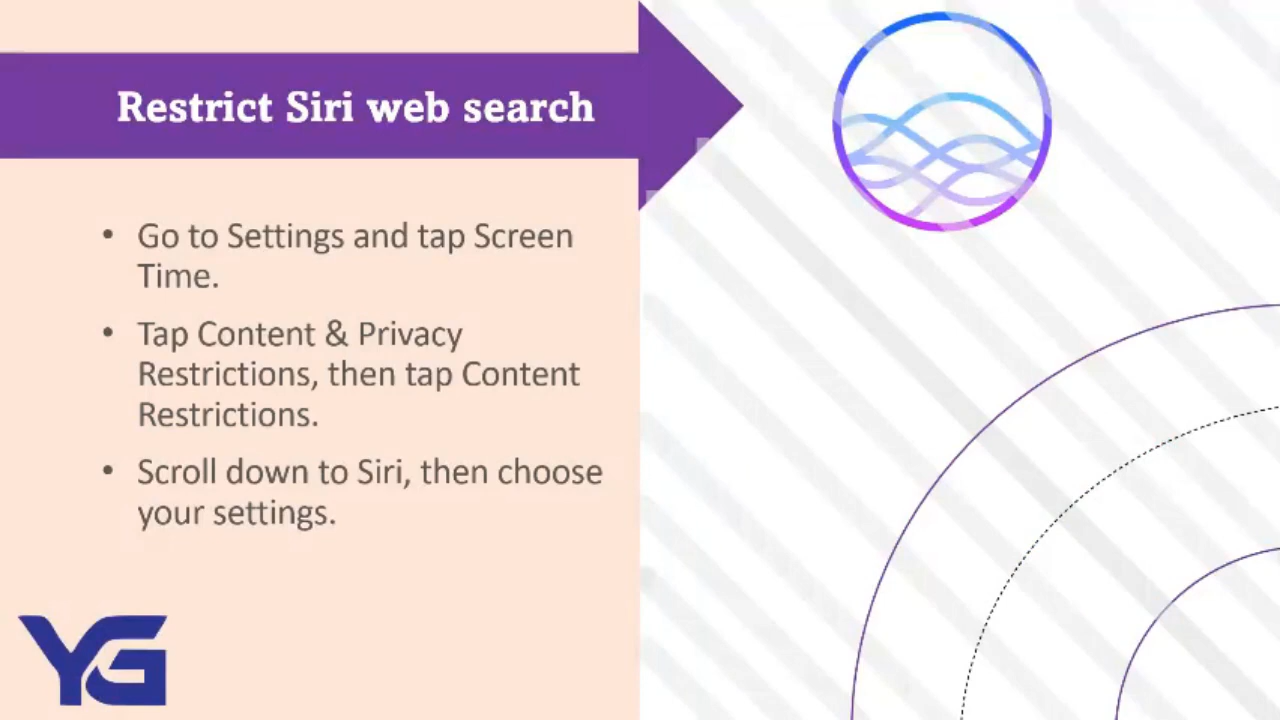 Restrict Siri web search
• Go to Settings and tap Screen
Time.
• Tap Content & Privacy
Restrictions, then tap Content
Restrictions.
• Scroll down to Siri, then choose
your settings.
YG